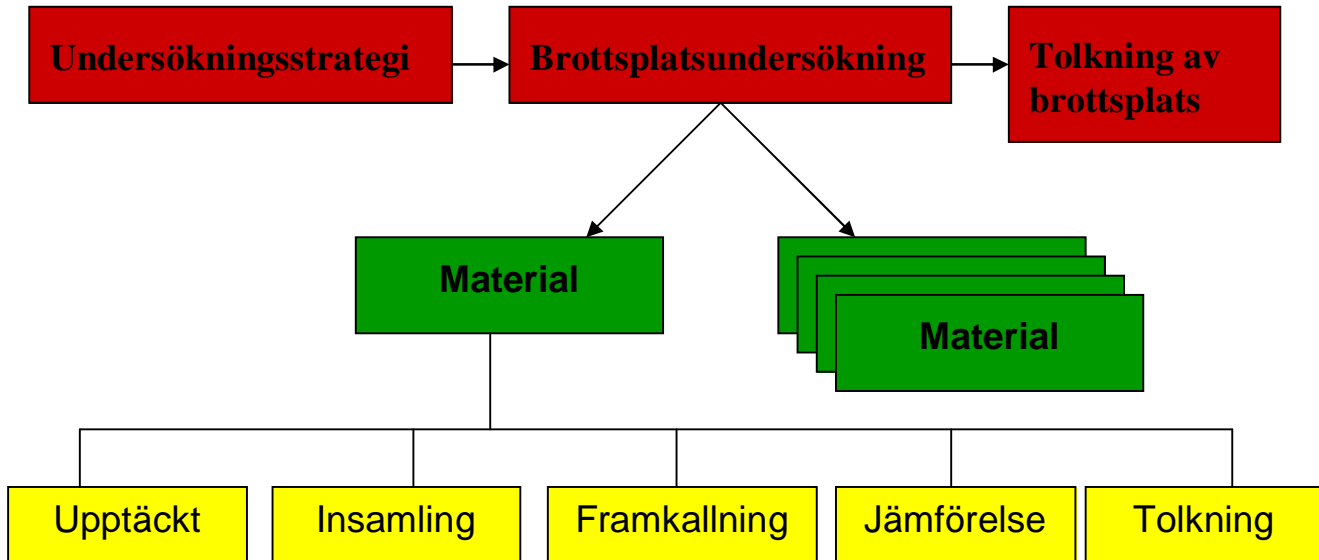 Undersökningsstrategi
Brottsplatsundersökning
Tolkning av
brottsplats
Material
Material
Upptäckt
Insamling
Framkallning
Jämförelse
Tolkning